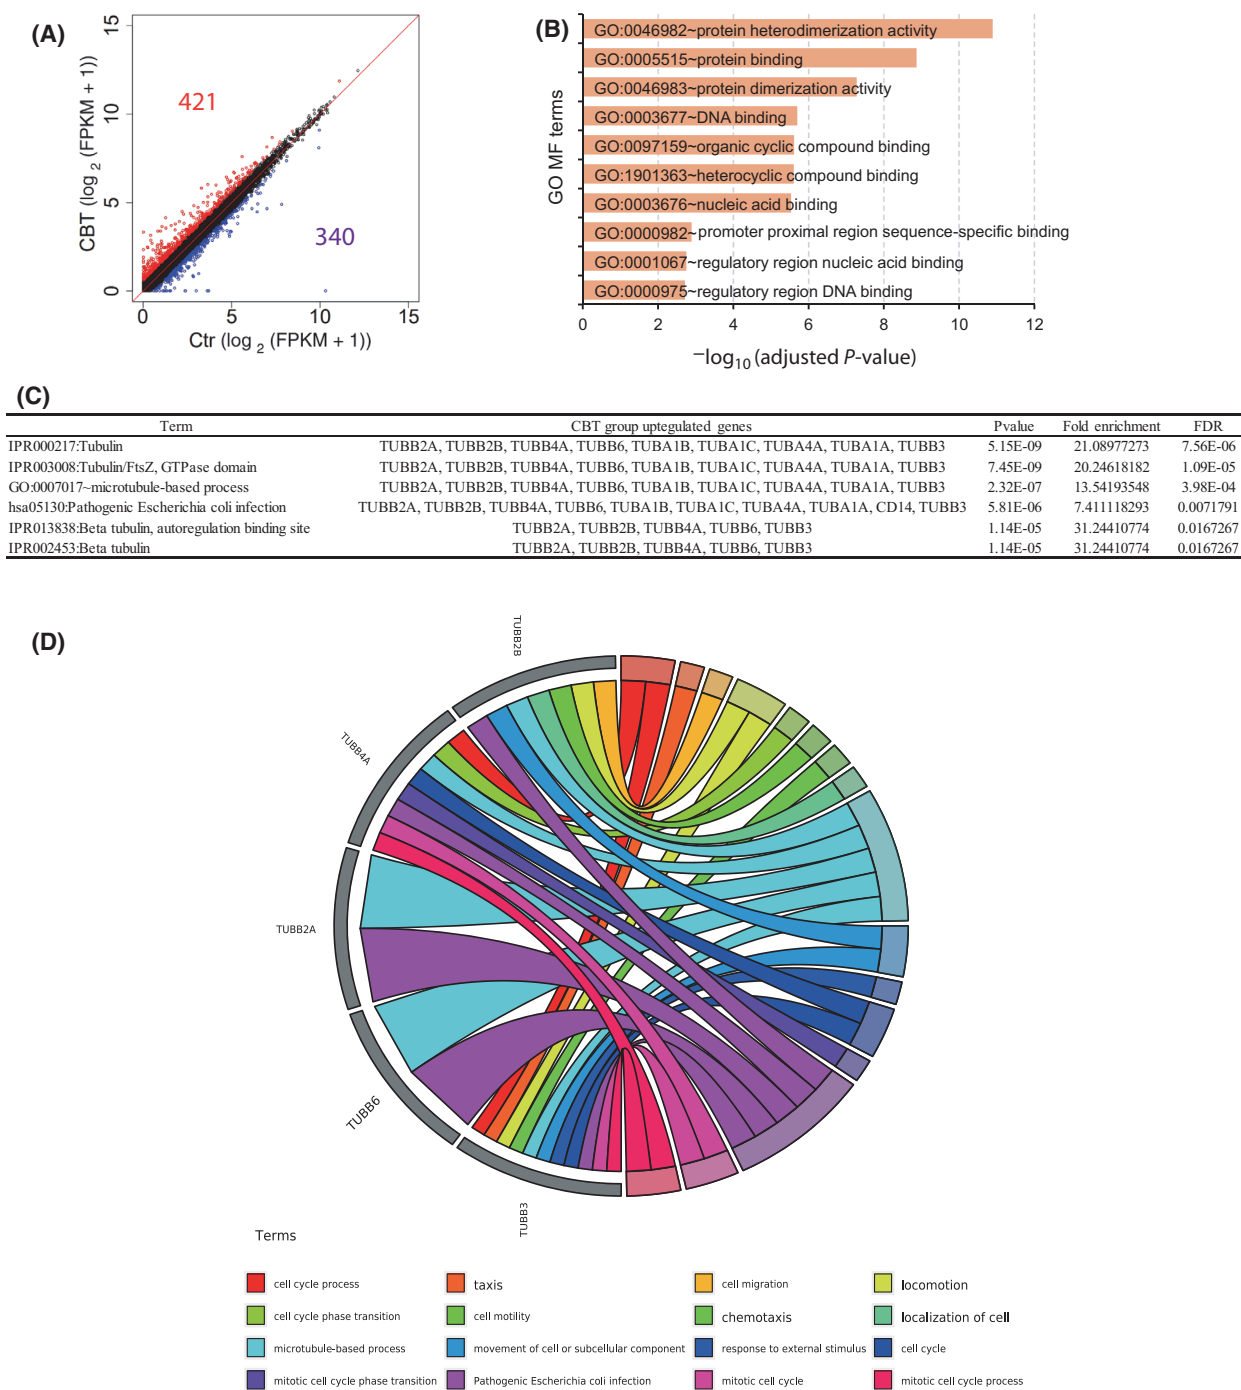 (A)
15
10
5
0
CBT (log 2 (FPKM + 1))
421
340
0 5 10 15
Ctr (log 2 (FPKM + 1))
(B)
GO MF terms
GO:0046982~protein heterodimerization activity
GO:0005515~protein binding
GO:0046983~protein dimerization activity
GO:0003677~DNA binding
GO:0097159~organic cyclic compound binding
GO:1901363~heterocyclic compound binding
GO:0003676~nucleic acid binding
GO:0000982~promoter proximal region sequence-specific binding
GO:0001067~regulatory region nucleic acid binding
GO:0000975~regulatory region DNA binding
0 2 4 6 8 10 12
−log10 (adjusted P-value)
(C)
Term CBT group uptegulated genes Pvalue Fold enrichment FDR
IPR000217:Tubulin TUBB2A, TUBB2B, TUBB4A, TUBB6, TUBA1B, TUBA1C, TUBA4A, TUBA1A, TUBB3 5.15E-09 21.08977273 7.56E-06
IPR003008:Tubulin/FtsZ, GTPase domain TUBB2A, TUBB2B, TUBB4A, TUBB6, TUBA1B, TUBA1C, TUBA4A, TUBA1A, TUBB3 7.45E-09 20.24618182 1.09E-05
GO:0007017~microtubule-based process TUBB2A, TUBB2B, TUBB4A, TUBB6, TUBA1B, TUBA1C, TUBA4A, TUBA1A, TUBB3 2.32E-07 13.54193548 3.98E-04
hsa05130:Pathogenic Escherichia coli infection TUBB2A, TUBB2B, TUBB4A, TUBB6, TUBA1B, TUBA1C, TUBA4A, TUBA1A, CD14, TUBB3 5.81E-06 7.411118293 0.0071791
IPR013838:Beta tubulin, autoregulation binding site TUBB2A, TUBB2B, TUBB4A, TUBB6, TUBB3 1.14E-05 31.24410774 0.0167267
IPR002453:Beta tubulin TUBB2A, TUBB2B, TUBB4A, TUBB6, TUBB3 1.14E-05 31.24410774 0.0167267
(D)
TUBB2B
TUBB4A
TUBB2A
TUBB6
TUBB3
Terms
cell cycle process taxis cell migration locomotion
cell cycle phase transition cell motility chemotaxis localization of cell
microtubule-based process movement of cell or subcellular component response to external stimulus cell cycle
mitotic cell cycle phase transition Pathogenic Escherichia coli infection mitotic cell cycle mitotic cell cycle process